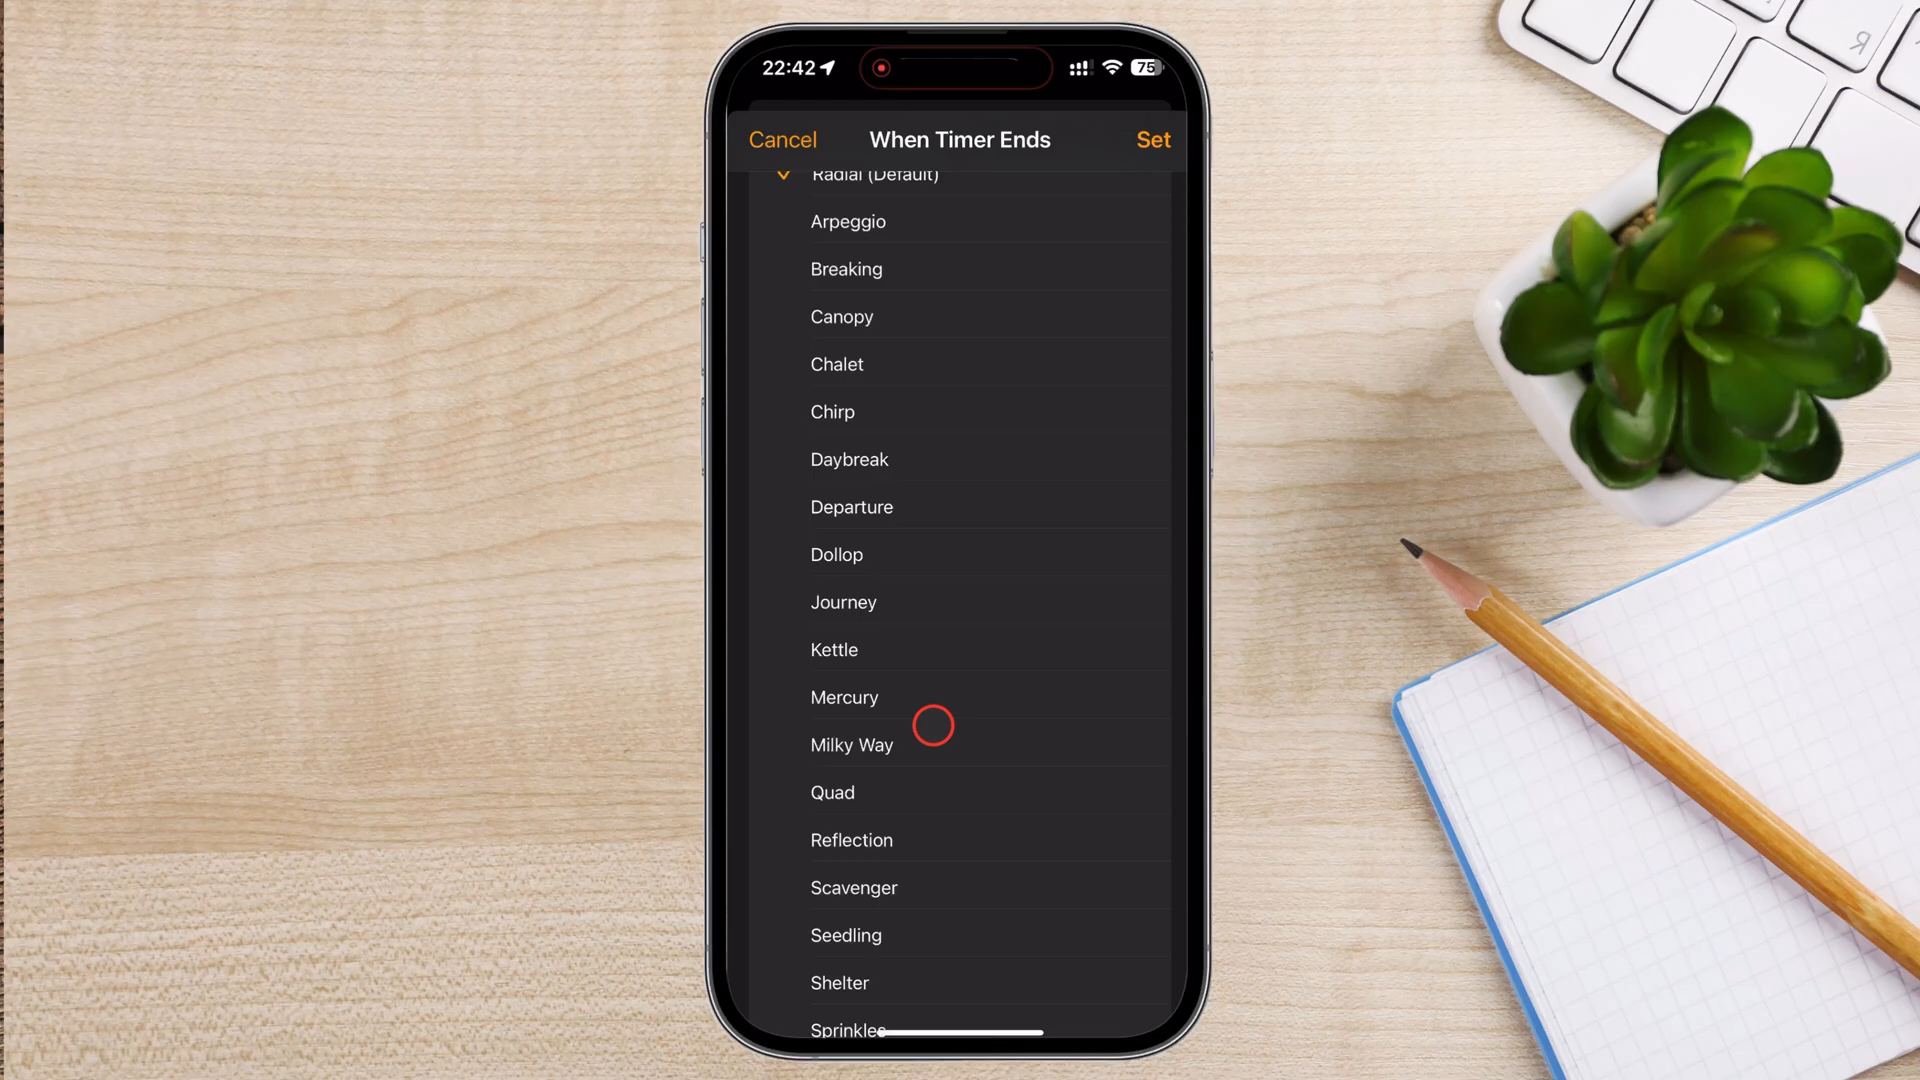 22:42
75
Cancel
When Timer Ends
Set
Radial (Default)
Arpeggio
Breaking
Canopy
Chalet
Chirp
Daybreak
Departure
Dollop
Journey
Kettle
Mercury
Milky Way
Quad
Reflection
Scavenger
Seedling
Shelter
Sprinkles
R